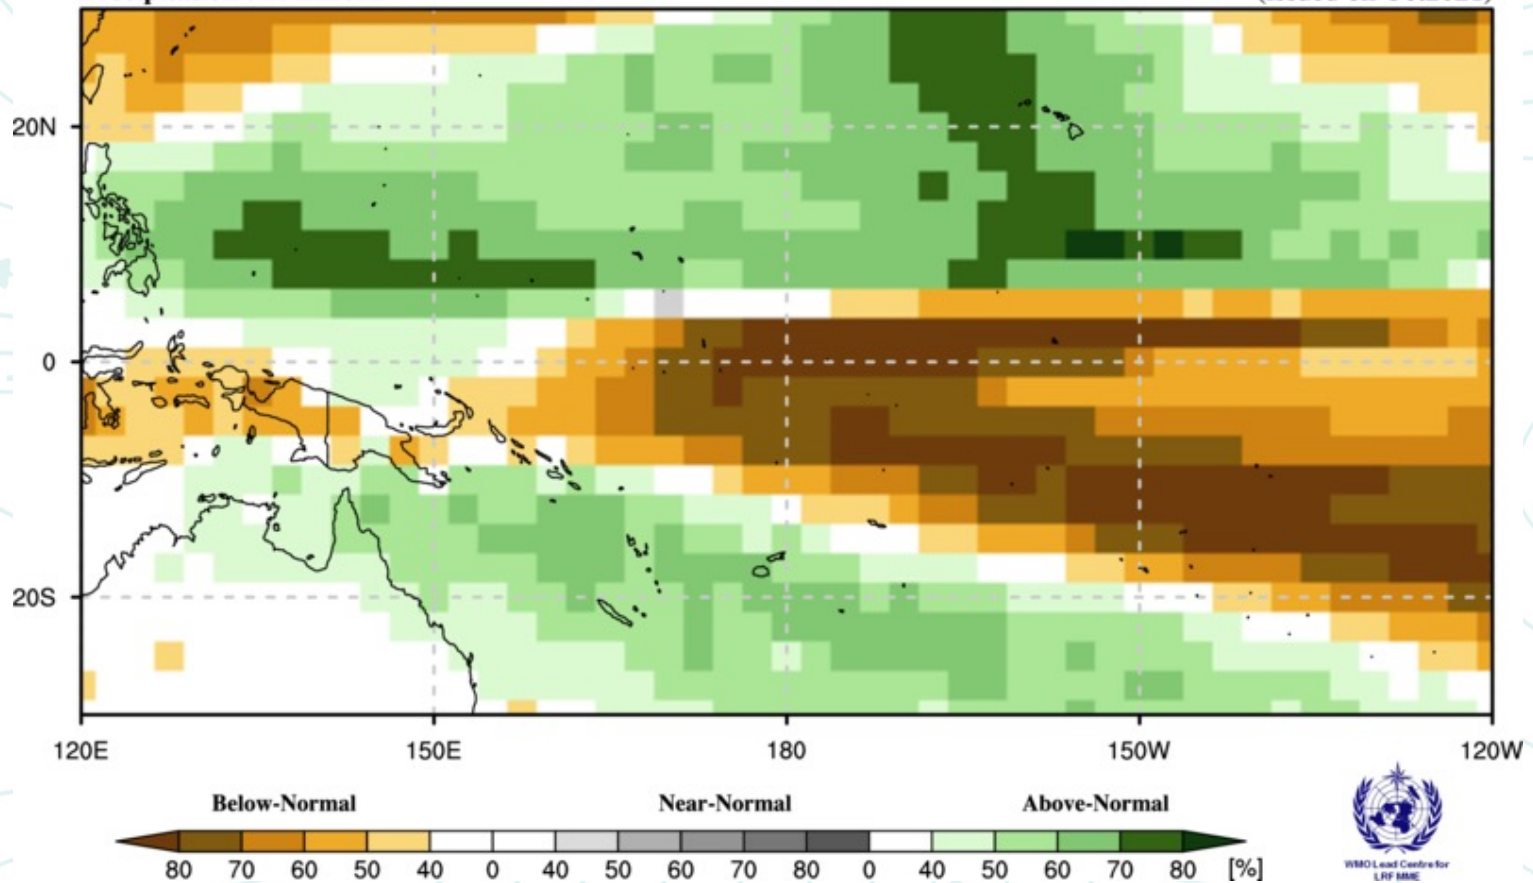 20N
0
20S
120E 150E 180 150W 120W
Below-Normal Near-Normal Above-Normal
80 70 60 50 40 0 40 50 60 70 80 0 40 50 60 70 80 [%]
WMO Lead Centre for
LRF MME